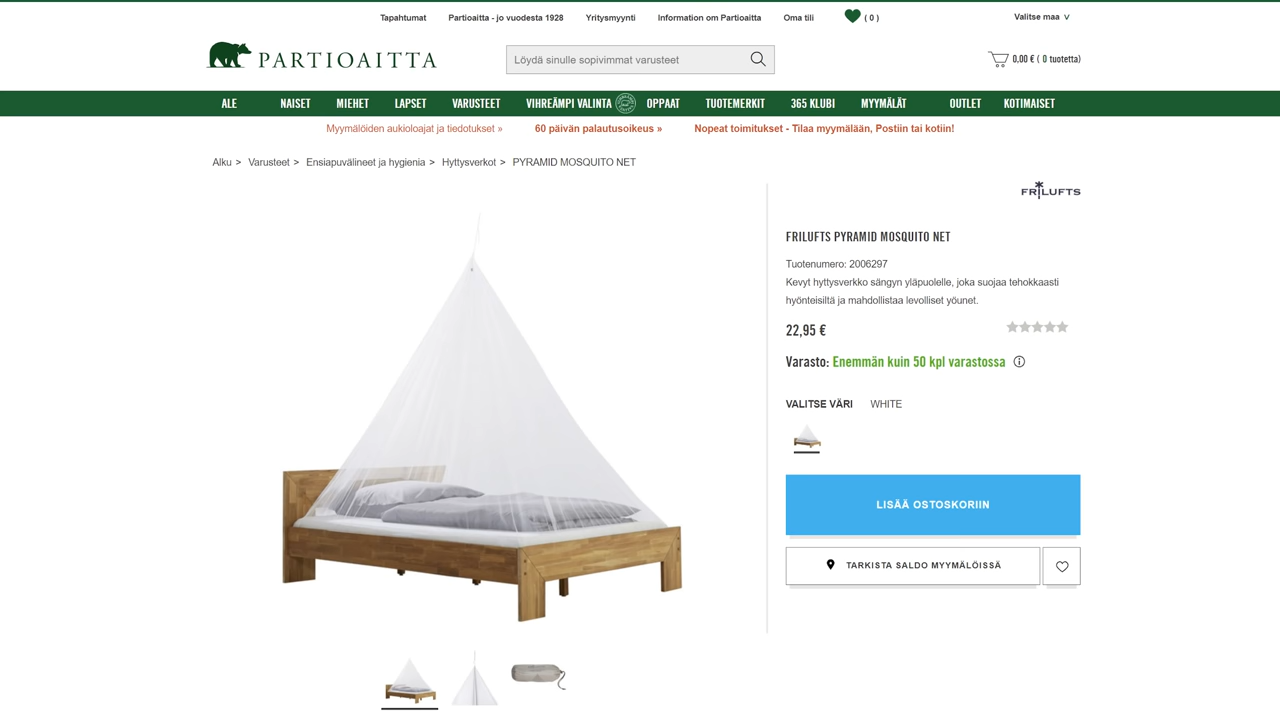 Tapahtumat Partioaitta - jo vuodesta 1928 Yritysmyynti Information om Partioaitta Oma tili ( 0 ) Valitse maa v
PARTIOAITTA Löydä sinulle sopivimmat varusteet 0,00 € ( 0 tuotetta)
ALE NAISET MIEHET LAPSET VARUSTEET VIHREÄMPI VALINTA OPPAAT TUOTEMERKIT 365 KLUBI MYYMÄLÄT OUTLET KOTIMAISET
Myymälöiden aukioloajat ja tiedotukset » 60 päivän palautusoikeus » Nopeat toimitukset - Tilaa myymälään, Postiin tai kotiin!
Alku > Varusteet > Ensiapuvälineet ja hygienia > Hyttysverkot > PYRAMID MOSQUITO NET
FRILUFTS
FRILUFTS PYRAMID MOSQUITO NET
Tuotenumero: 2006297
Kevyt hyttysverkko sängyn yläpuolelle, joka suojaa tehokkaasti
hyönteisiltä ja mahdollistaa levolliset yöunet.
22,95 €
Varasto: Enemmän kuin 50 kpl varastossa
VALITSE VÄRI WHITE
LISÄÄ OSTOSKORIIN
TARKISTA SALDO MYYMÄLÖISSÄ